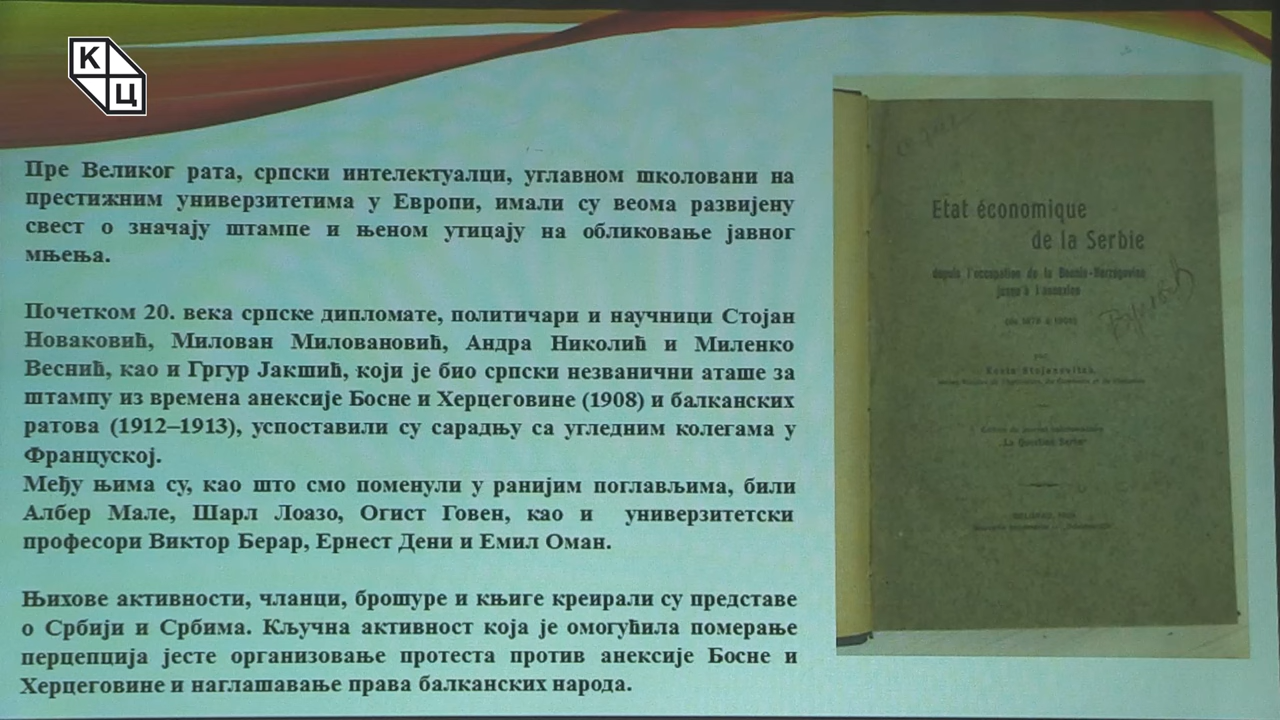 К
Ц
Пре Великог рата, српски интелектуалци, углавном школовани на
престижним универзитетима у Европи, имали су веома развијену
свест о значају штампе и њеном утицају на обликовање јавног
мњења.
Почетком 20. века српске дипломате, политичари и научници Стојан
Новаковић, Милован Миловановић, Андра Николић и Миленко
Веснић, као и Гргур Јакшић, који је био српски незванични аташе за
штампу из времена анексије Босне и Херцеговине (1908) и балканских
ратова (1912–1913), успоставили су сарадњу са угледним колегама у
Француској.
Међу њима су, као што смо поменули у ранијим поглављима, били
Албер Мале, Шарл Лоазо, Огист Говен, као и универзитетски
професори Виктор Берар, Ернест Дени и Емил Оман.
Њихове активности, чланци, брошуре и књиге креирали су представе
о Србији и Србима. Кључна активност која је омогућила померање
перцепција јесте организовање протеста против анексије Босне и
Херцеговине и наглашавање права балканских народа.
Etat économique
de la Serbie
depuis l'occupation de la Bosnie-Herzégovine
jusqu'à l'annexion
par
Kosta Stojanovitch
"La Question Serbe"
BELGRAD